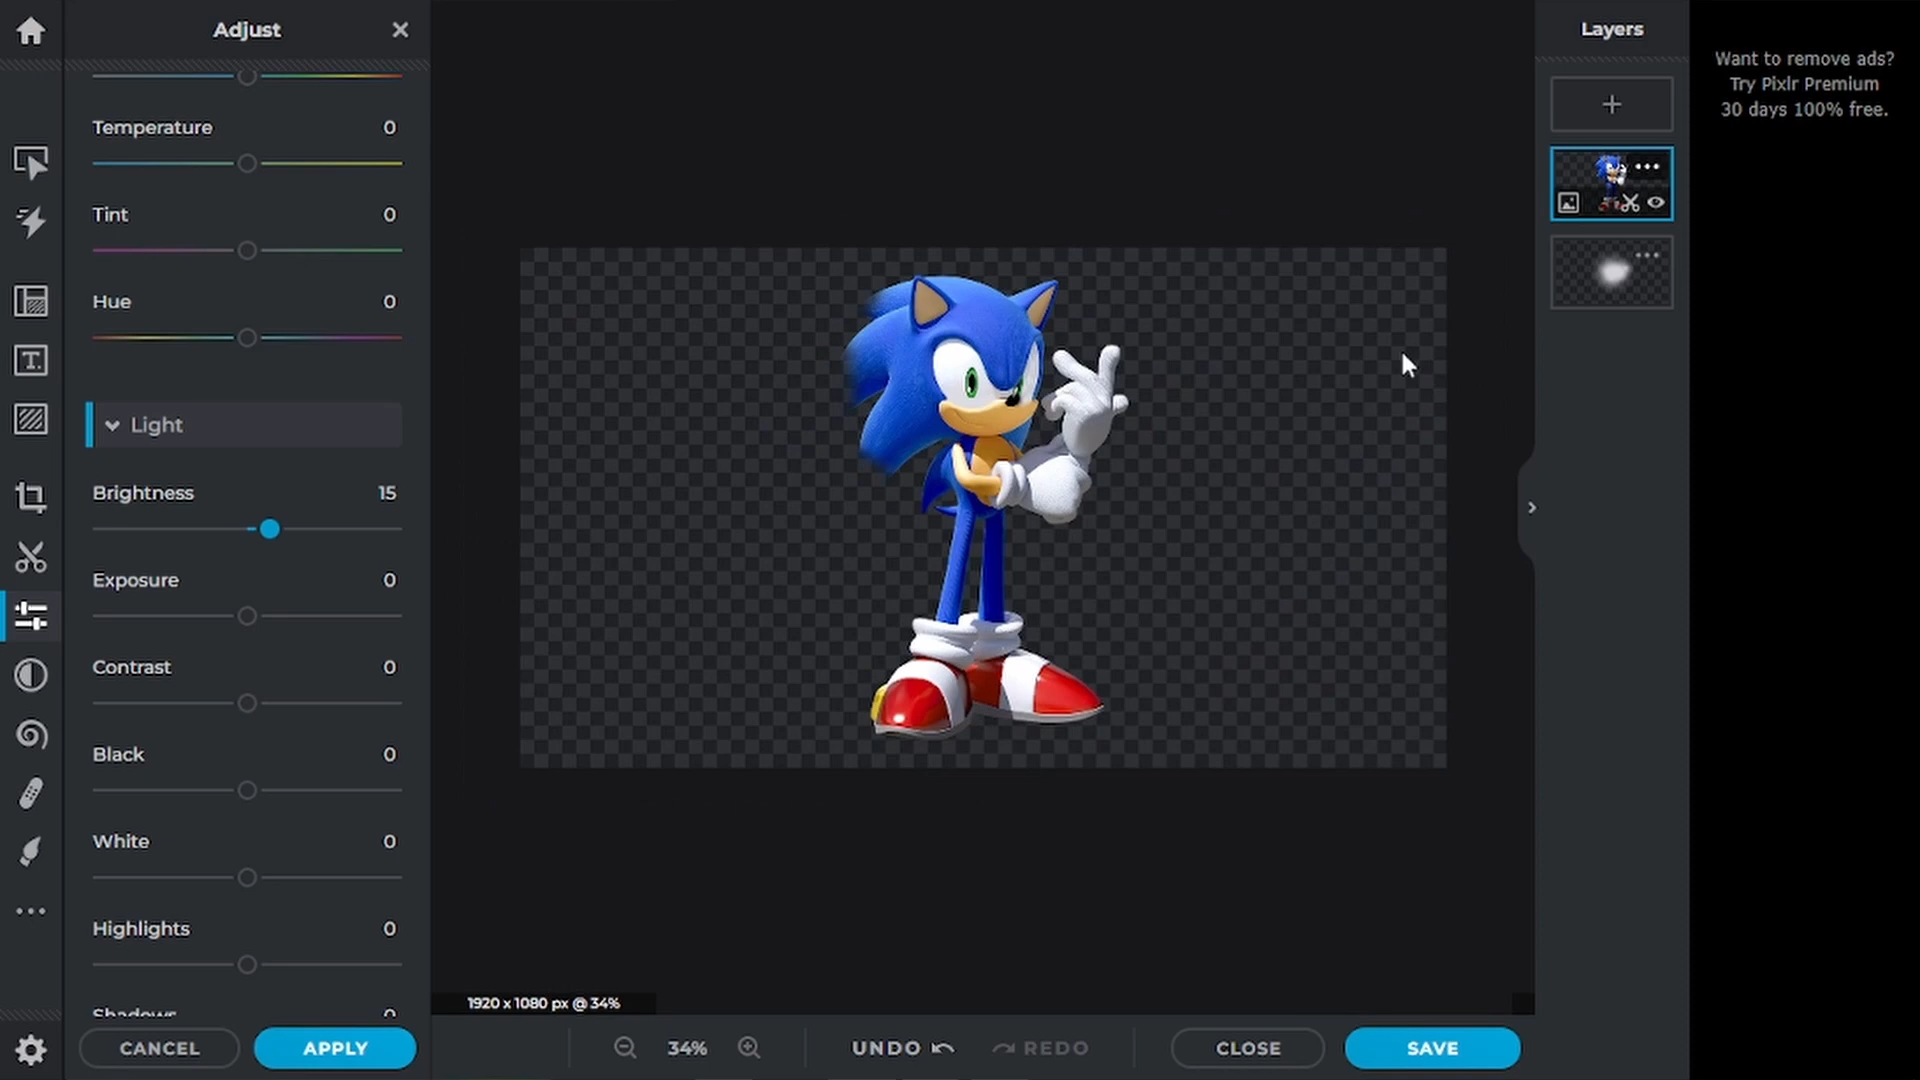 Adjust
Temperature 0
Tint 0
Hue 0
Light
Brightness 15
Exposure 0
Contrast 0
Black 0
White 0
Highlights 0
Shadows 0
CANCEL
APPLY
1920 x 1080 px @ 34%
34%
UNDO
REDO
CLOSE
SAVE
Layers
Want to remove ads?
Try Pixlr Premium
30 days 100% free.